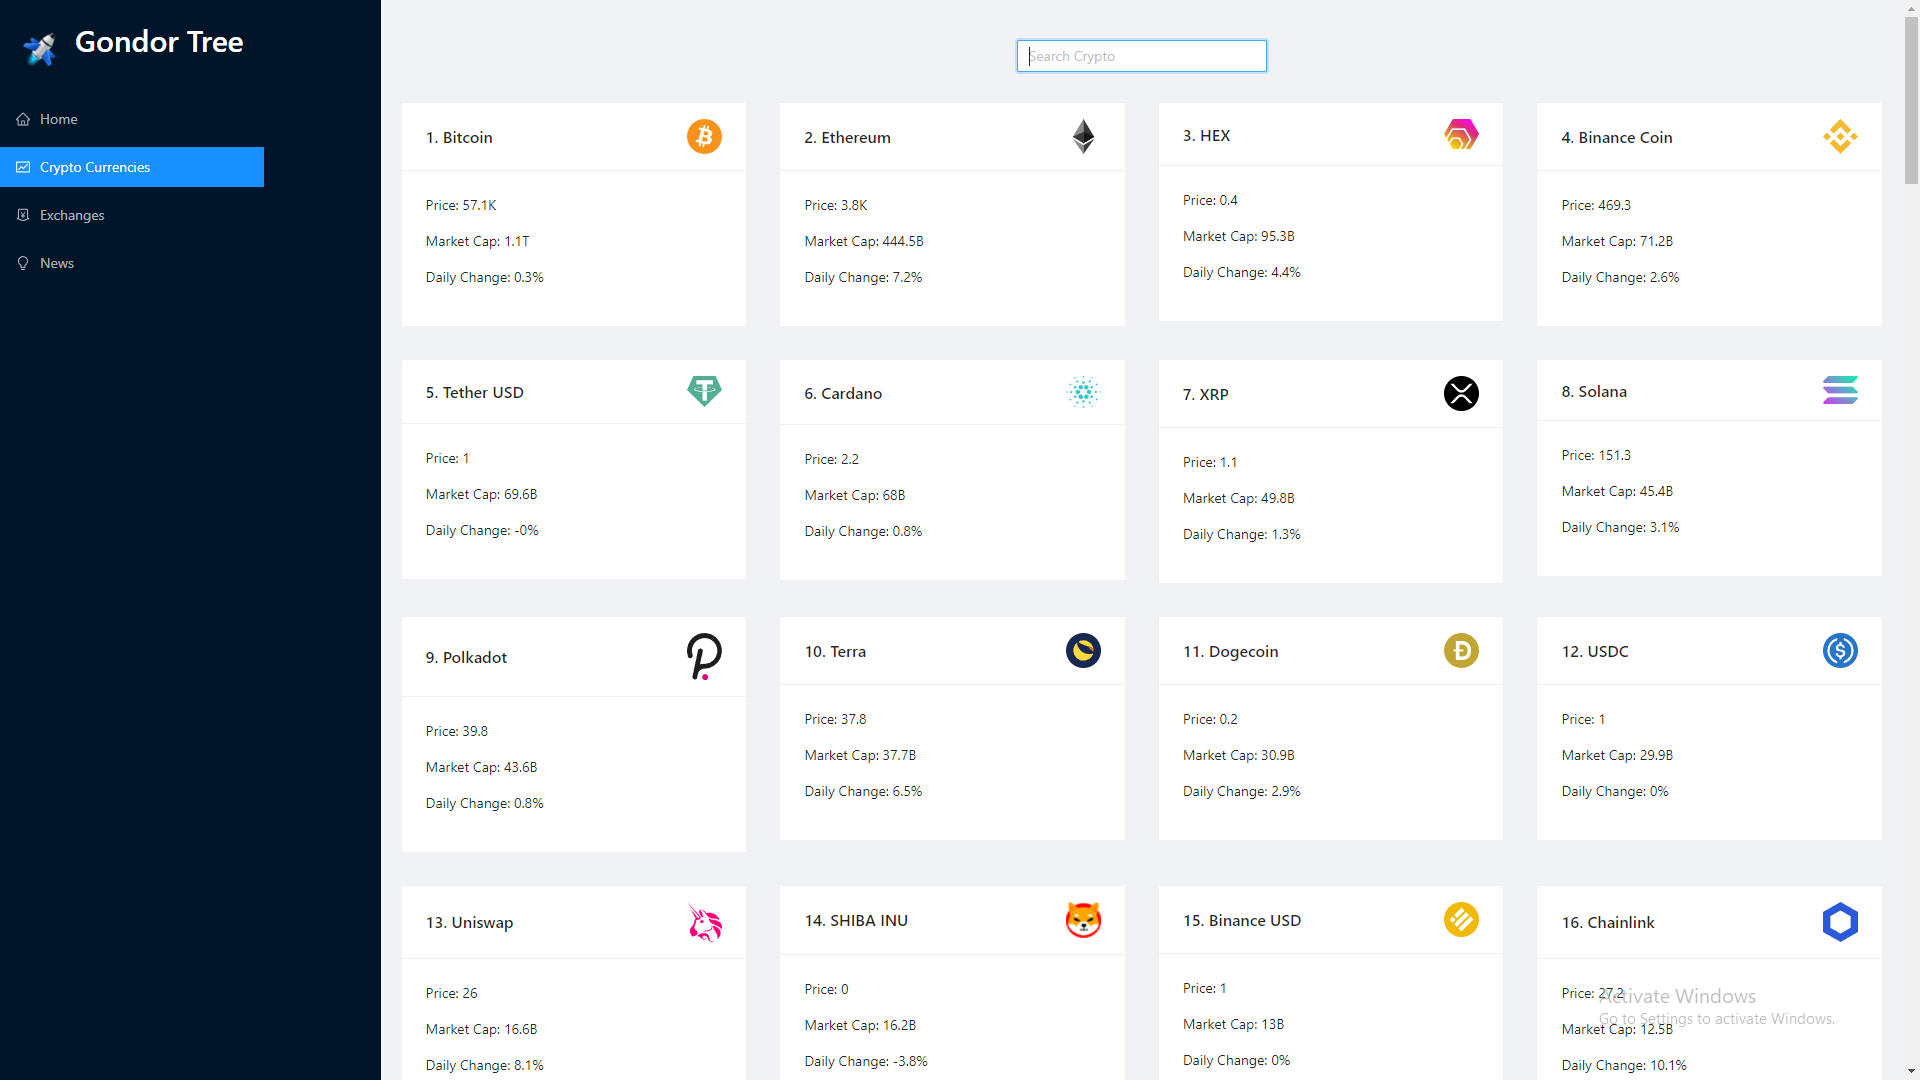 Gondor Tree
Home
Crypto Currencies
Exchanges
News
Search Crypto
1. Bitcoin
Price: 57.1K
Market Cap: 1.1T
Daily Change: 0.3%
2. Ethereum
Price: 3.8K
Market Cap: 444.5B
Daily Change: 7.2%
3. HEX
Price: 0.4
Market Cap: 95.3B
Daily Change: 4.4%
4. Binance Coin
Price: 469.3
Market Cap: 71.2B
Daily Change: 2.6%
5. Tether USD
Price: 1
Market Cap: 69.6B
Daily Change: -0%
6. Cardano
Price: 2.2
Market Cap: 68B
Daily Change: 0.8%
7. XRP
Price: 1.1
Market Cap: 49.8B
Daily Change: 1.3%
8. Solana
Price: 151.3
Market Cap: 45.4B
Daily Change: 3.1%
9. Polkadot
Price: 39.8
Market Cap: 43.6B
Daily Change: 0.8%
10. Terra
Price: 37.8
Market Cap: 37.7B
Daily Change: 6.5%
11. Dogecoin
Price: 0.2
Market Cap: 30.9B
Daily Change: 2.9%
12. USDC
Price: 1
Market Cap: 29.9B
Daily Change: 0%
13. Uniswap
Price: 26
Market Cap: 16.6B
Daily Change: 8.1%
14. SHIBA INU
Price: 0
Market Cap: 16.2B
Daily Change: -3.8%
15. Binance USD
Price: 1
Market Cap: 13B
Daily Change: 0%
16. Chainlink
Price: 27.2
Market Cap: 12.5B
Daily Change: 10.1%
Activate Windows
Go to Settings to activate Windows.